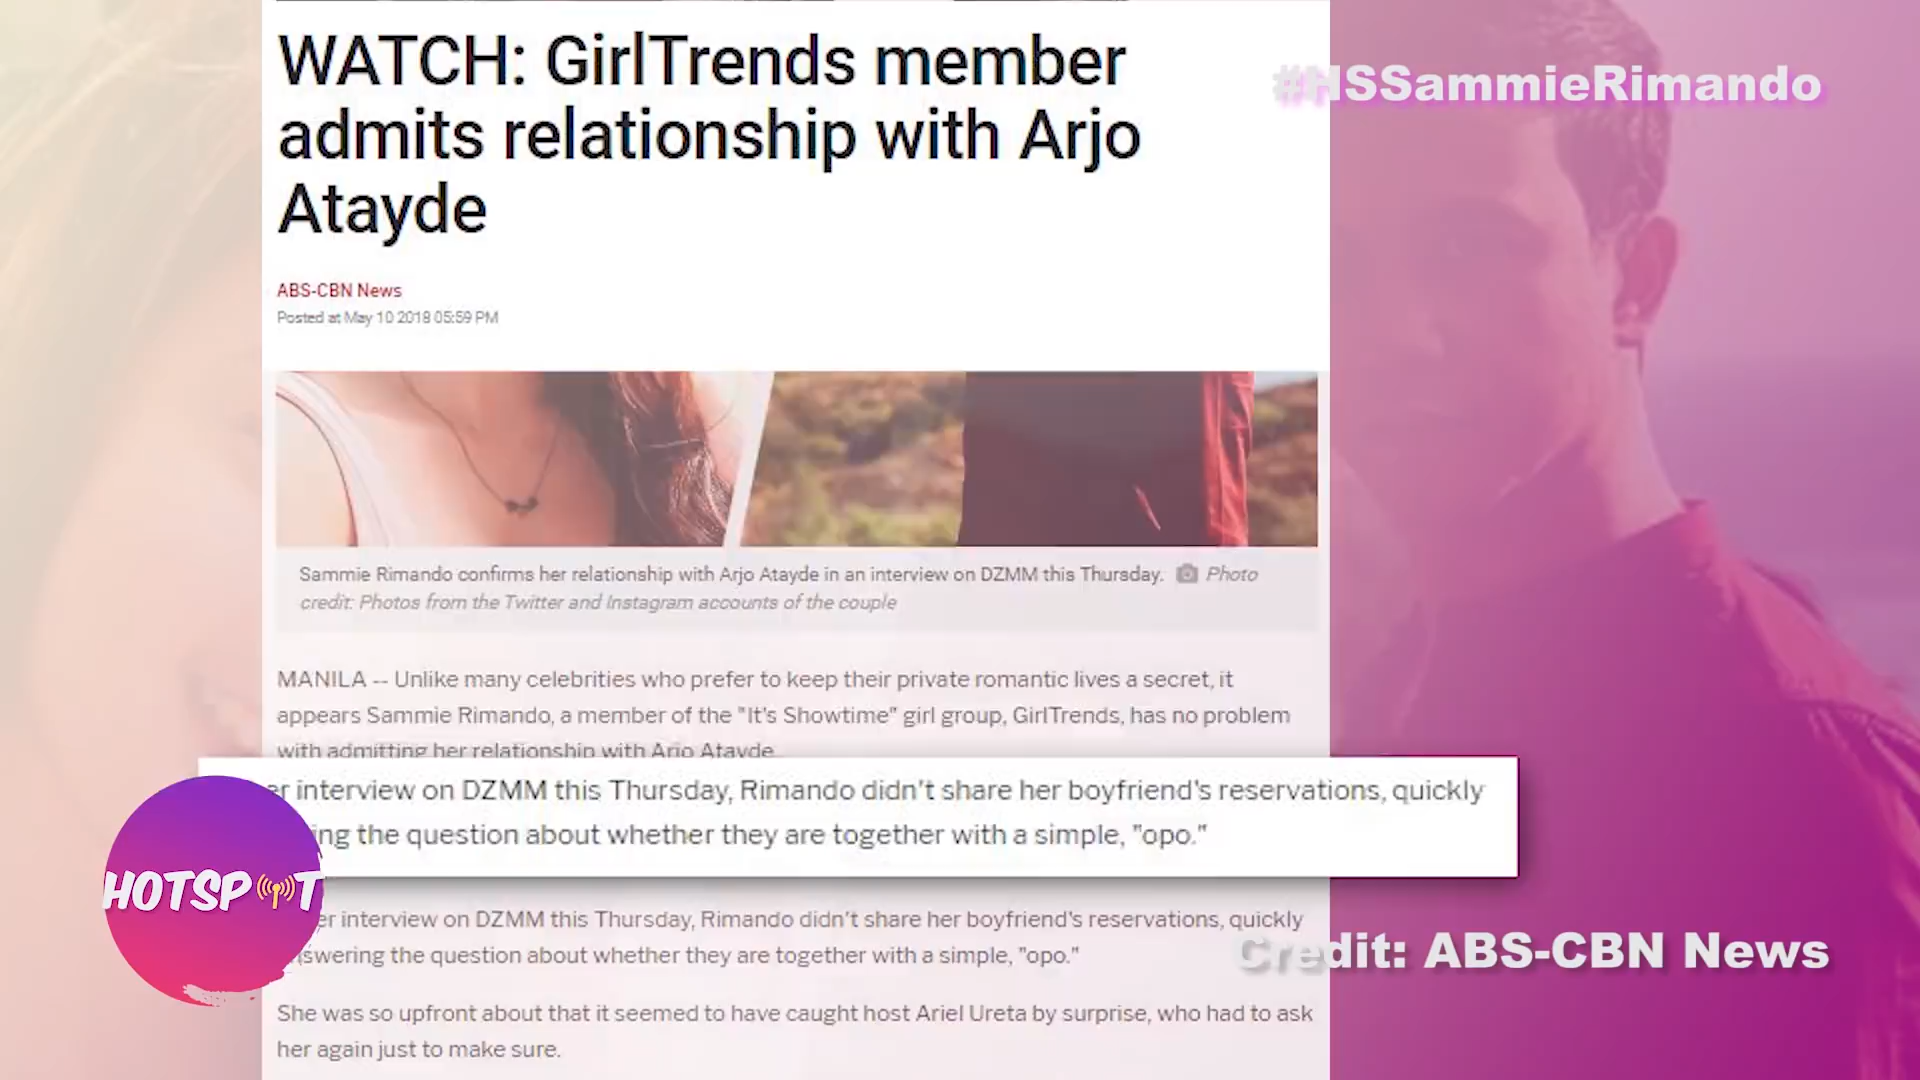 WATCH: GirlTrends member
admits relationship with Arjo
Atayde
#HSSammieRimando
ABS-CBN News
Posted at May 10 2018 05:59 PM
Sammie Rimando confirms her relationship with Arjo Atayde in an interview on DZMM this Thursday. Photo
credit: Photos from the Twitter and Instagram accounts of the couple
MANILA -- Unlike many celebrities who prefer to keep their private romantic lives a secret, it
appears Sammie Rimando, a member of the "It's Showtime" girl group, GirlTrends, has no problem
with admitting her relationship with Arjo Atayde.
er interview on DZMM this Thursday, Rimando didn't share her boyfriend's reservations, quickly
ing the question about whether they are together with a simple, "opo."
HOTSPOT
er interview on DZMM this Thursday, Rimando didn't share her boyfriend's reservations, quickly
nswering the question about whether they are together with a simple, "opo."
Credit: ABS-CBN News
She was so upfront about that it seemed to have caught host Ariel Ureta by surprise, who had to ask
her again just to make sure.